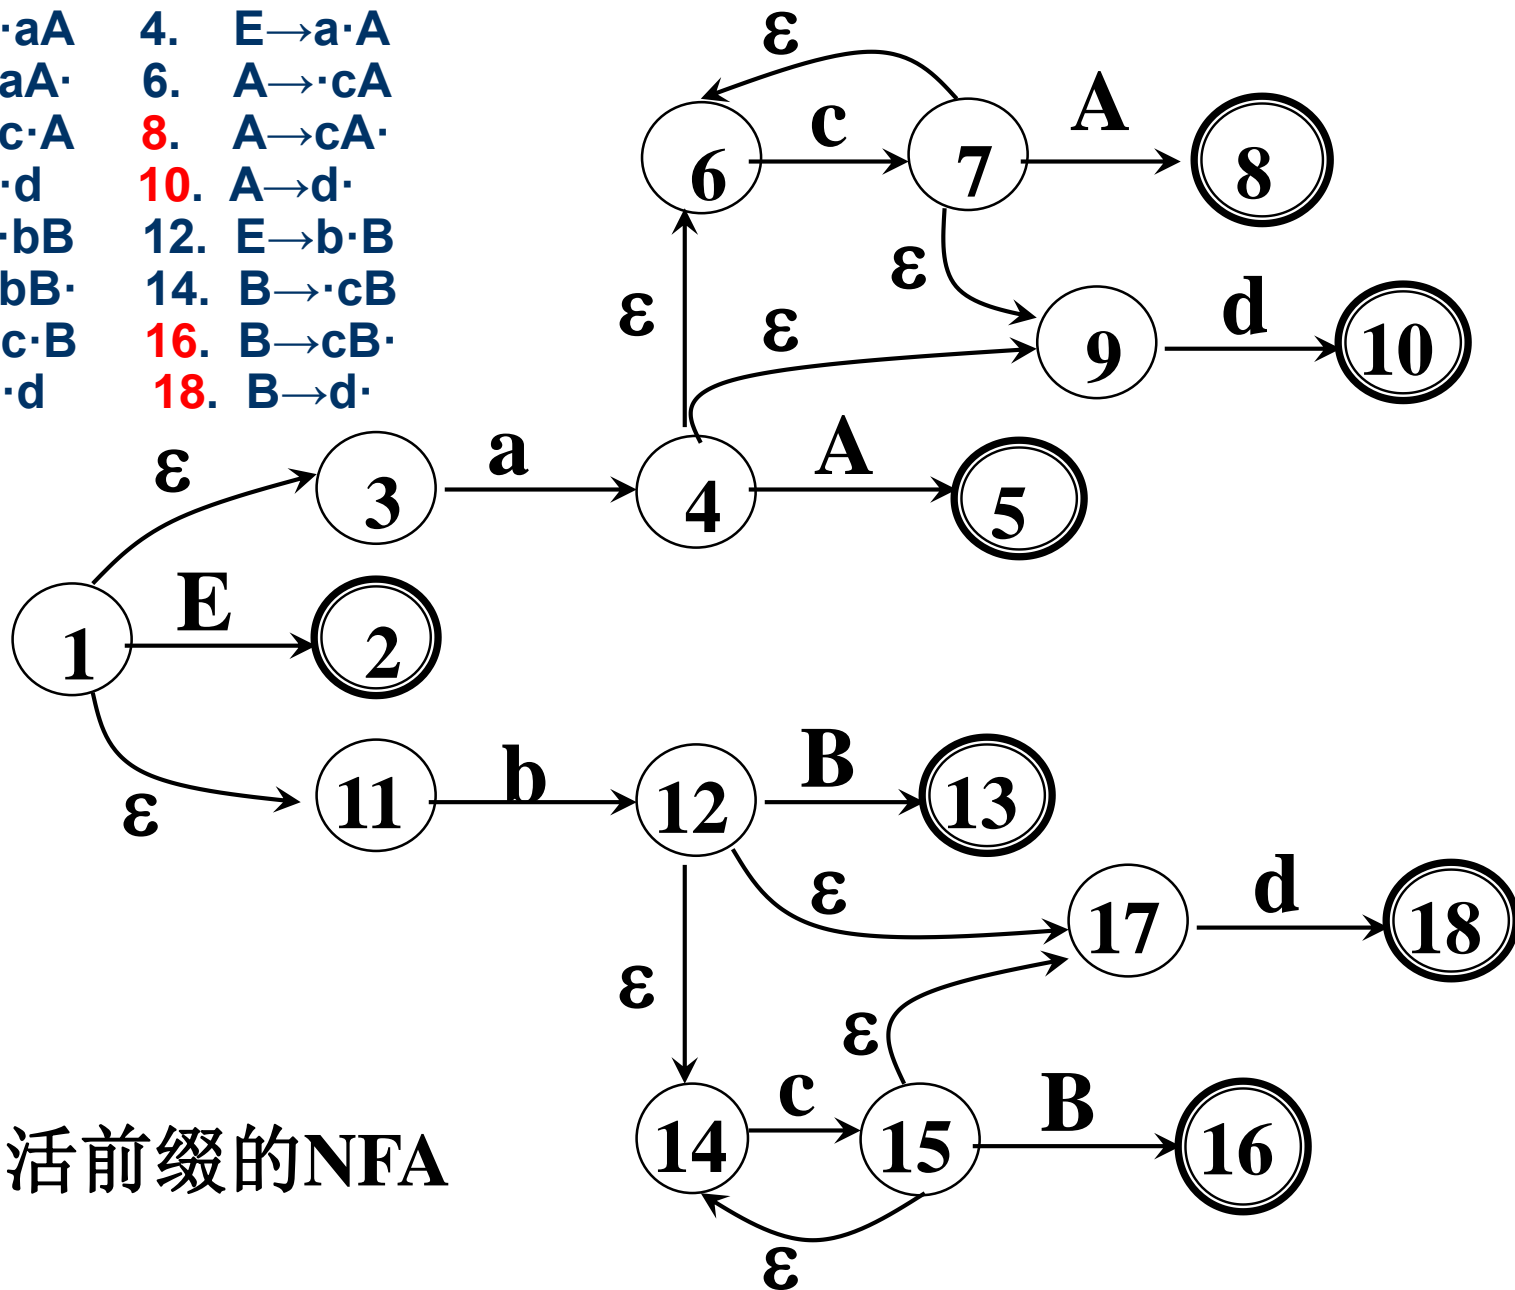 ·aA 4. E→a·A
aA· 6. A→·cA
c·A 8. A→cA·
·d 10. A→d·
·bB 12. E→b·B
bB· 14. B→·cB
c·B 16. B→cB·
·d 18. B→d·
ε
c
A
6
7
8
ε
ε
ε
d
9
10
ε
a
A
3
4
5
E
1
2
ε
b
B
11
12
13
ε
d
17
18
ε
ε
c
B
14
15
16
ε
活前缀的NFA